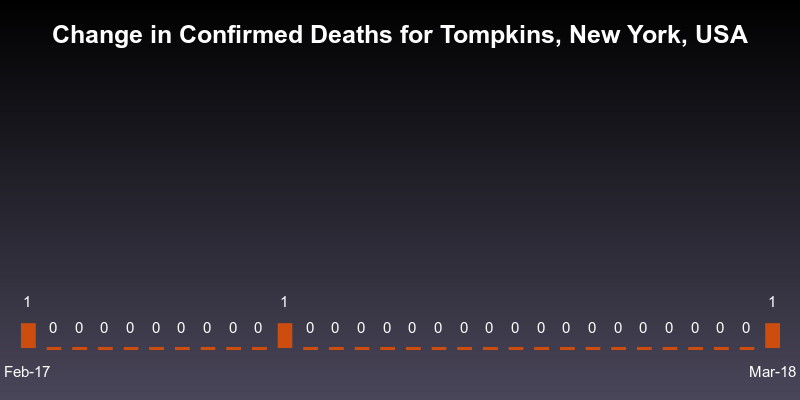 Change in Confirmed Deaths for Tompkins, New York, USA
1 1 1
0 0 0 0 0 0 0 0 0 0 0 0 0 0 0 0 0 0 0 0 0 0 0 0 0 0 0
Feb-17 Mar-18